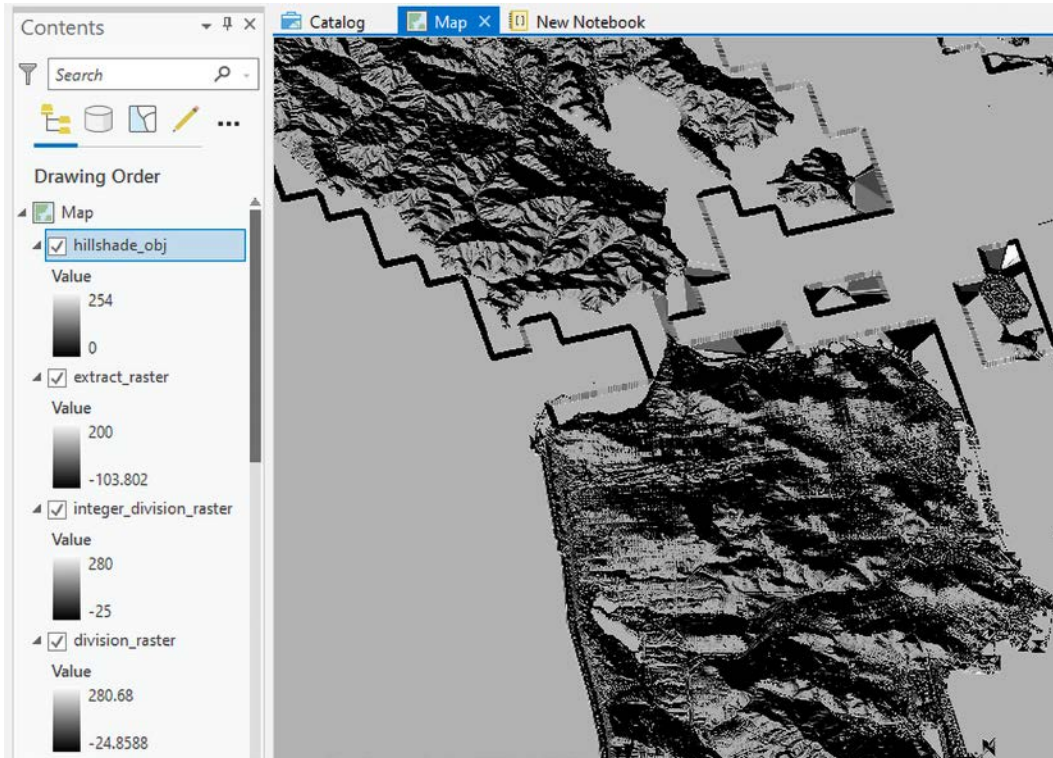 Contents
Catalog
Map
New Notebook
Search
Drawing Order
Map
hillshade_obj
Value
254
0
extract_raster
Value
200
-103.802
integer_division_raster
Value
280
-25
division_raster
Value
280.68
-24.8588